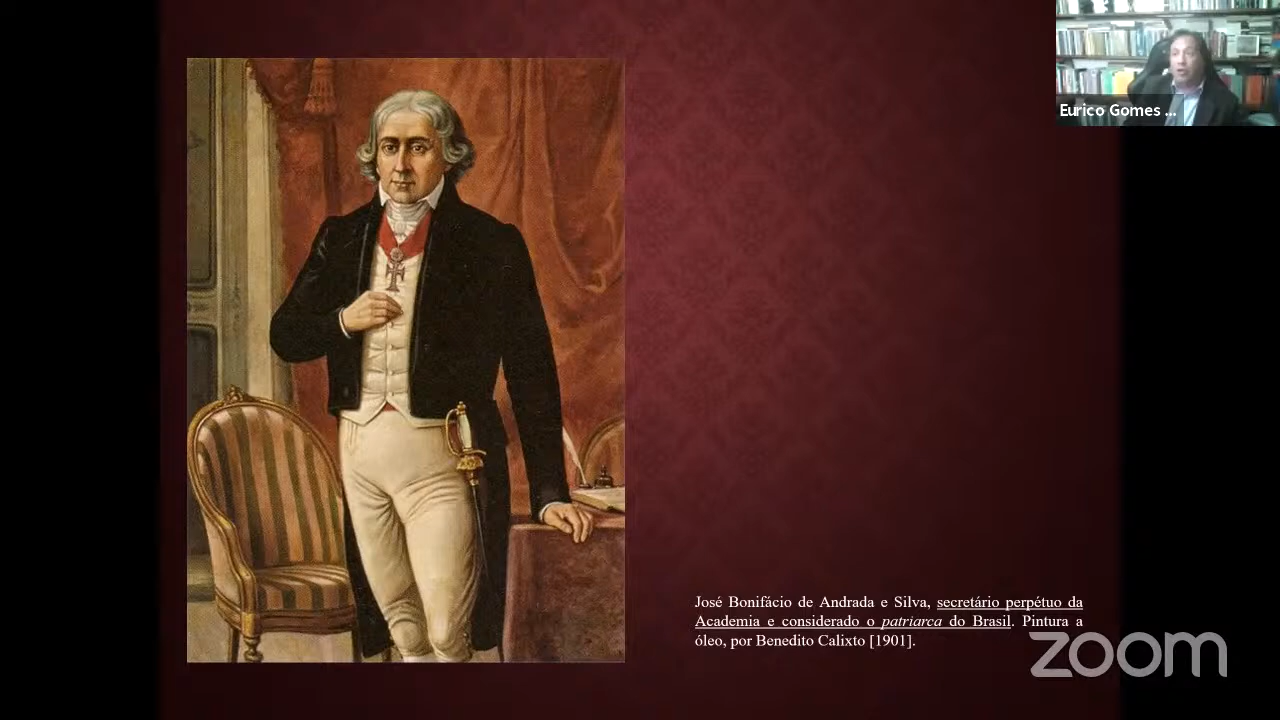 Eurico Gomes ...
José Bonifácio de Andrada e Silva, secretário perpétuo da
Academia e considerado o patriarca do Brasil. Pintura a
óleo, por Benedito Calixto [1901].
zoom